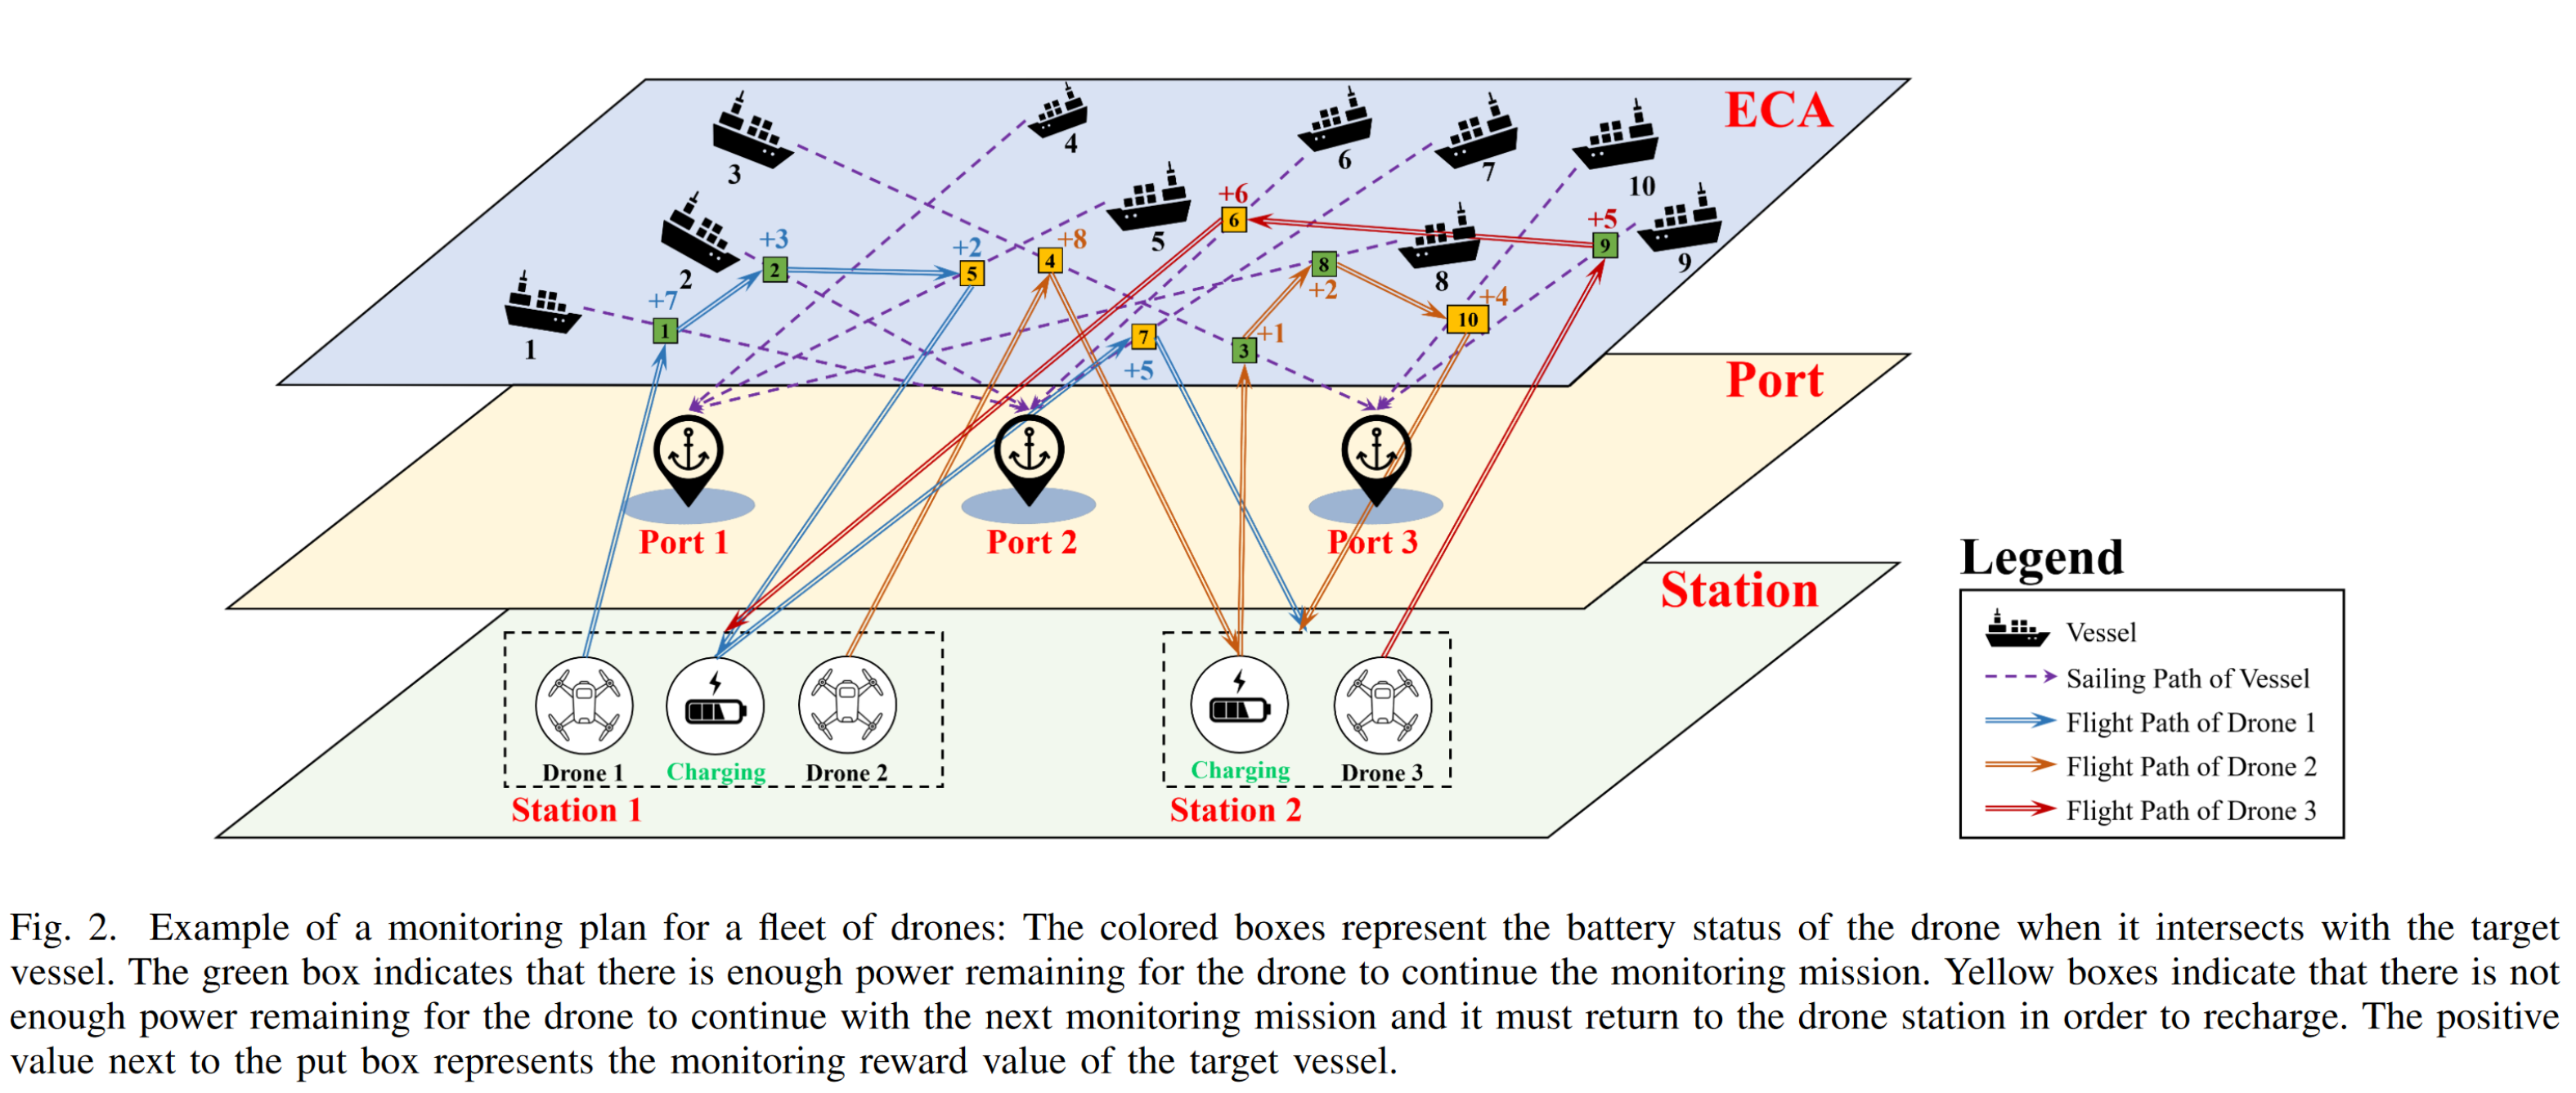 ECA
3
4
6
7
10
5
2
8
9
1
+6
6
+5
9
+3
2
+2
5
+8
4
8
+2
+7
1
+4
10
7
+5
+1
3
Port
Port 1
Port 2
Port 3
Station
Drone 1
Charging
Drone 2
Station 1
Charging
Drone 3
Station 2
Legend
Vessel
Sailing Path of Vessel
Flight Path of Drone 1
Flight Path of Drone 2
Flight Path of Drone 3
Fig. 2. Example of a monitoring plan for a fleet of drones: The colored boxes represent the battery status of the drone when it intersects with the target
vessel. The green box indicates that there is enough power remaining for the drone to continue the monitoring mission. Yellow boxes indicate that there is not
enough power remaining for the drone to continue with the next monitoring mission and it must return to the drone station in order to recharge. The positive
value next to the put box represents the monitoring reward value of the target vessel.